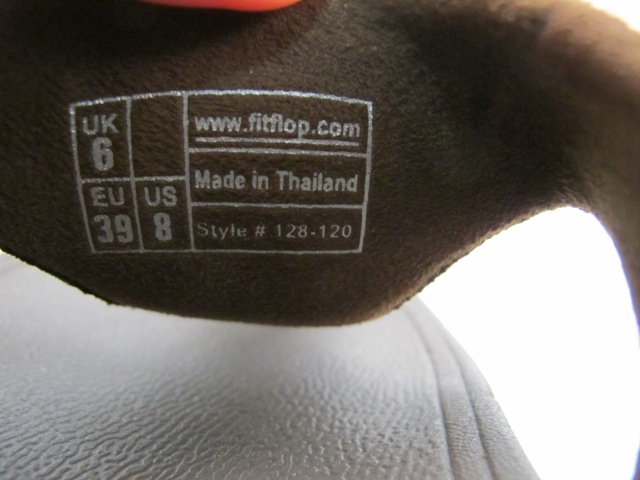 UK
6
www.fitflop.com
Made in Thailand
EU US
39 8
Style # 128-120